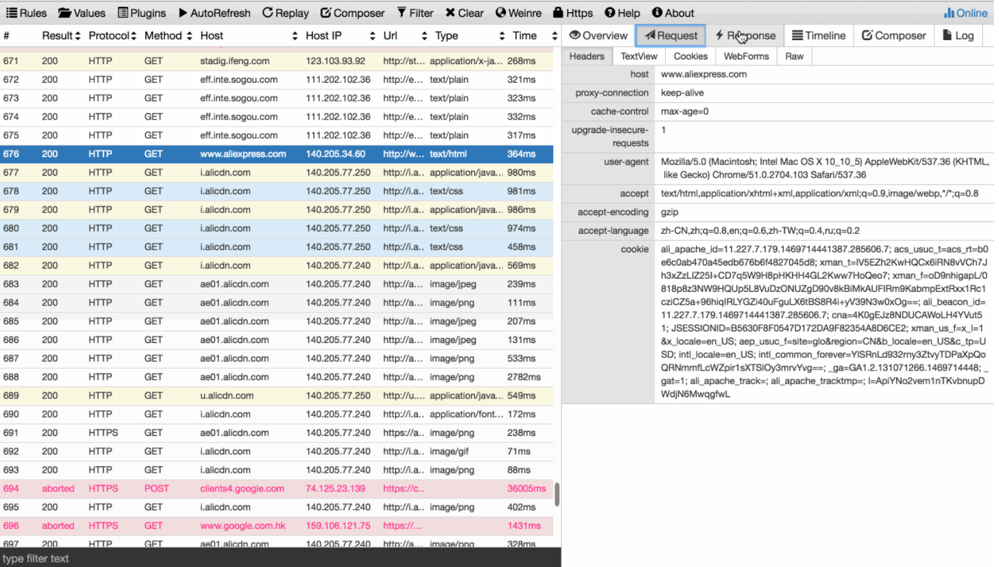 Rules Values Plugins AutoRefresh Replay Composer Filter Clear Weinre Https Help About Online
# Result Protocol Method Host Host IP Url Type Time
Overview Request Response Timeline Composer Log
Headers TextView Cookies WebForms Raw
671 200 HTTP GET stadig.ifeng.com 123.103.93.92 http://st... application/x-ja... 268ms
672 200 HTTP GET eff.inte.sogou.com 111.202.102.36 http://e... text/plain 321ms
673 200 HTTP GET eff.inte.sogou.com 111.202.102.36 http://e... text/plain 323ms
674 200 HTTP GET eff.inte.sogou.com 111.202.102.36 http://e... text/plain 332ms
675 200 HTTP GET eff.inte.sogou.com 111.202.102.36 http://e... text/plain 317ms
676 200 HTTP GET www.aliexpress.com 140.205.34.60 http://w... text/html 364ms
677 200 HTTP GET i.alicdn.com 140.205.77.250 http://i.a.. application/java... 980ms
678 200 HTTP GET i.alicdn.com 140.205.77.250 http://i.a.. text/css 981ms
679 200 HTTP GET i.alicdn.com 140.205.77.250 http://i.a.. application/java... 986ms
680 200 HTTP GET i.alicdn.com 140.205.77.250 http://i.a.. text/css 974ms
681 200 HTTP GET i.alicdn.com 140.205.77.250 http://i.a.. text/css 458ms
682 200 HTTP GET i.alicdn.com 140.205.77.240 http://i.a.. application/java... 569ms
683 200 HTTP GET ae01.alicdn.com 140.205.77.240 http://a... image/jpeg 239ms
684 200 HTTP GET ae01.alicdn.com 140.205.77.240 http://a... image/png 111ms
685 200 HTTP GET ae01.alicdn.com 140.205.77.240 http://a... image/jpeg 207ms
686 200 HTTP GET ae01.alicdn.com 140.205.77.240 http://a... image/jpeg 131ms
687 200 HTTP GET ae01.alicdn.com 140.205.77.240 http://a... image/png 533ms
688 200 HTTP GET ae01.alicdn.com 140.205.77.240 http://a... image/png 2782ms
689 200 HTTP GET u.alicdn.com 140.205.77.250 http://u.... application/java... 549ms
690 200 HTTP GET i.alicdn.com 140.205.77.240 http://i.a.. application/font... 172ms
691 200 HTTPS GET ae01.alicdn.com 140.205.77.240 https://a.. image/png 238ms
692 200 HTTP GET i.alicdn.com 140.205.77.240 http://i.a.. image/gif 71ms
693 200 HTTP GET i.alicdn.com 140.205.77.240 http://i.a.. image/png 88ms
694 aborted HTTPS POST clients4.google.com 74.125.23.139 https://c.. 36005ms
695 200 HTTP GET i.alicdn.com 140.205.77.240 http://i.a.. image/png 402ms
696 aborted HTTPS GET www.google.com.hk 159.106.121.75 https://... 1431ms
697 200 HTTP GET ae01.alicdn.com 140.205.77.240 http://a... image/png 328ms
type filter text
host www.aliexpress.com
proxy-connection keep-alive
cache-control max-age=0
upgrade-insecure- 1
requests
user-agent Mozilla/5.0 (Macintosh; Intel Mac OS X 10_10_5) AppleWebKit/537.36 (KHTML,
like Gecko) Chrome/51.0.2704.103 Safari/537.36
accept text/html,application/xhtml+xml,application/xml;q=0.9,image/webp,*/*;q=0.8
accept-encoding gzip
accept-language zh-CN,zh;q=0.8,en;q=0.6,zh-TW;q=0.4,ru;q=0.2
cookie ali_apache_id=11.227.7.179.1469714441387.285606.7; acs_usuc_t=acs_rt=b0
e6c0ab470a45edb676b6f4827045d8; xman_t=IV5EZh2KwHQCx6iRN8vVCh7J
h3xZzLIZ25I+CD7q5W9H8pHKHH4GL2Kww7HoQeo7; xman_f=oD9nhigapL/0
818p8z3NW9HQUp5L8VuDzONUZgD90v8kBiMkAUFIRm9KabmpExtRxx1Rc1
cziCZ5a+96hiqIRLYGZi40uFguLX6tBS8R4i+yV39N3w0xOg==; ali_beacon_id=
11.227.7.179.1469714441387.285606.7; cna=4K0gEJz8NDUCAWoLH4YVut5
1; JSESSIONID=B5630F8F0547D172DA9F82354A8D6CE2; xman_us_f=x_l=1
&x_locale=en_US; aep_usuc_f=site=glo&region=CN&b_locale=en_US&c_tp=U
SD; intl_locale=en_US; intl_common_forever=YlSRnLd932rny3ZtvyTDPaXpQo
QRNmmfLcWZpir1sXTSlOy3mrvYvg==; _ga=GA1.2.131071266.1469714448; _
gat=1; ali_apache_track=; ali_apache_tracktmp=; l=ApiYNo2vem1nTKvbnupD
WdjN6MwqgfwL